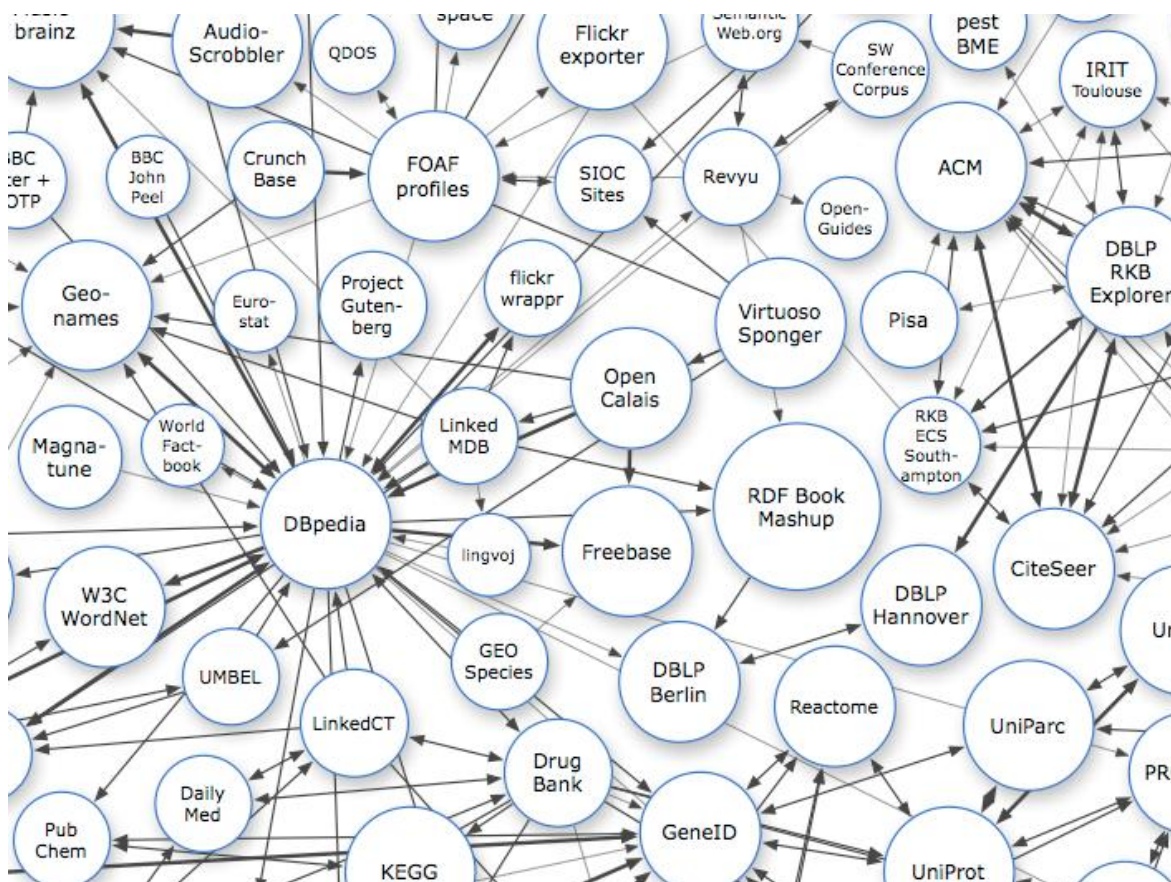 brainz
Audio-
Scrobbler
QDOS
space
Flickr
exporter
Semantic
Web.org
SW
Conference
Corpus
pest
BME
IRIT
Toulouse
BBC
John
Peel
Crunch
Base
FOAF
profiles
SIOC
Sites
Revyu
Open-
Guides
ACM
DBLP
RKB
Explorer
OTP
Geo-
names
Euro-
stat
Project
Guten-
berg
flickr
wrappr
Virtuoso
Sponger
Pisa
Open
Calais
Magna-
tune
World
Fact-
book
Linked
MDB
RKB
ECS
South-
ampton
DBpedia
RDF Book
Mashup
lingvoj
Freebase
CiteSeer
W3C
WordNet
DBLP
Hannover
UMBEL
GEO
Species
DBLP
Berlin
LinkedCT
Reactome
UniParc
Daily
Med
Drug
Bank
Pub
Chem
GeneID
KEGG
UniProt